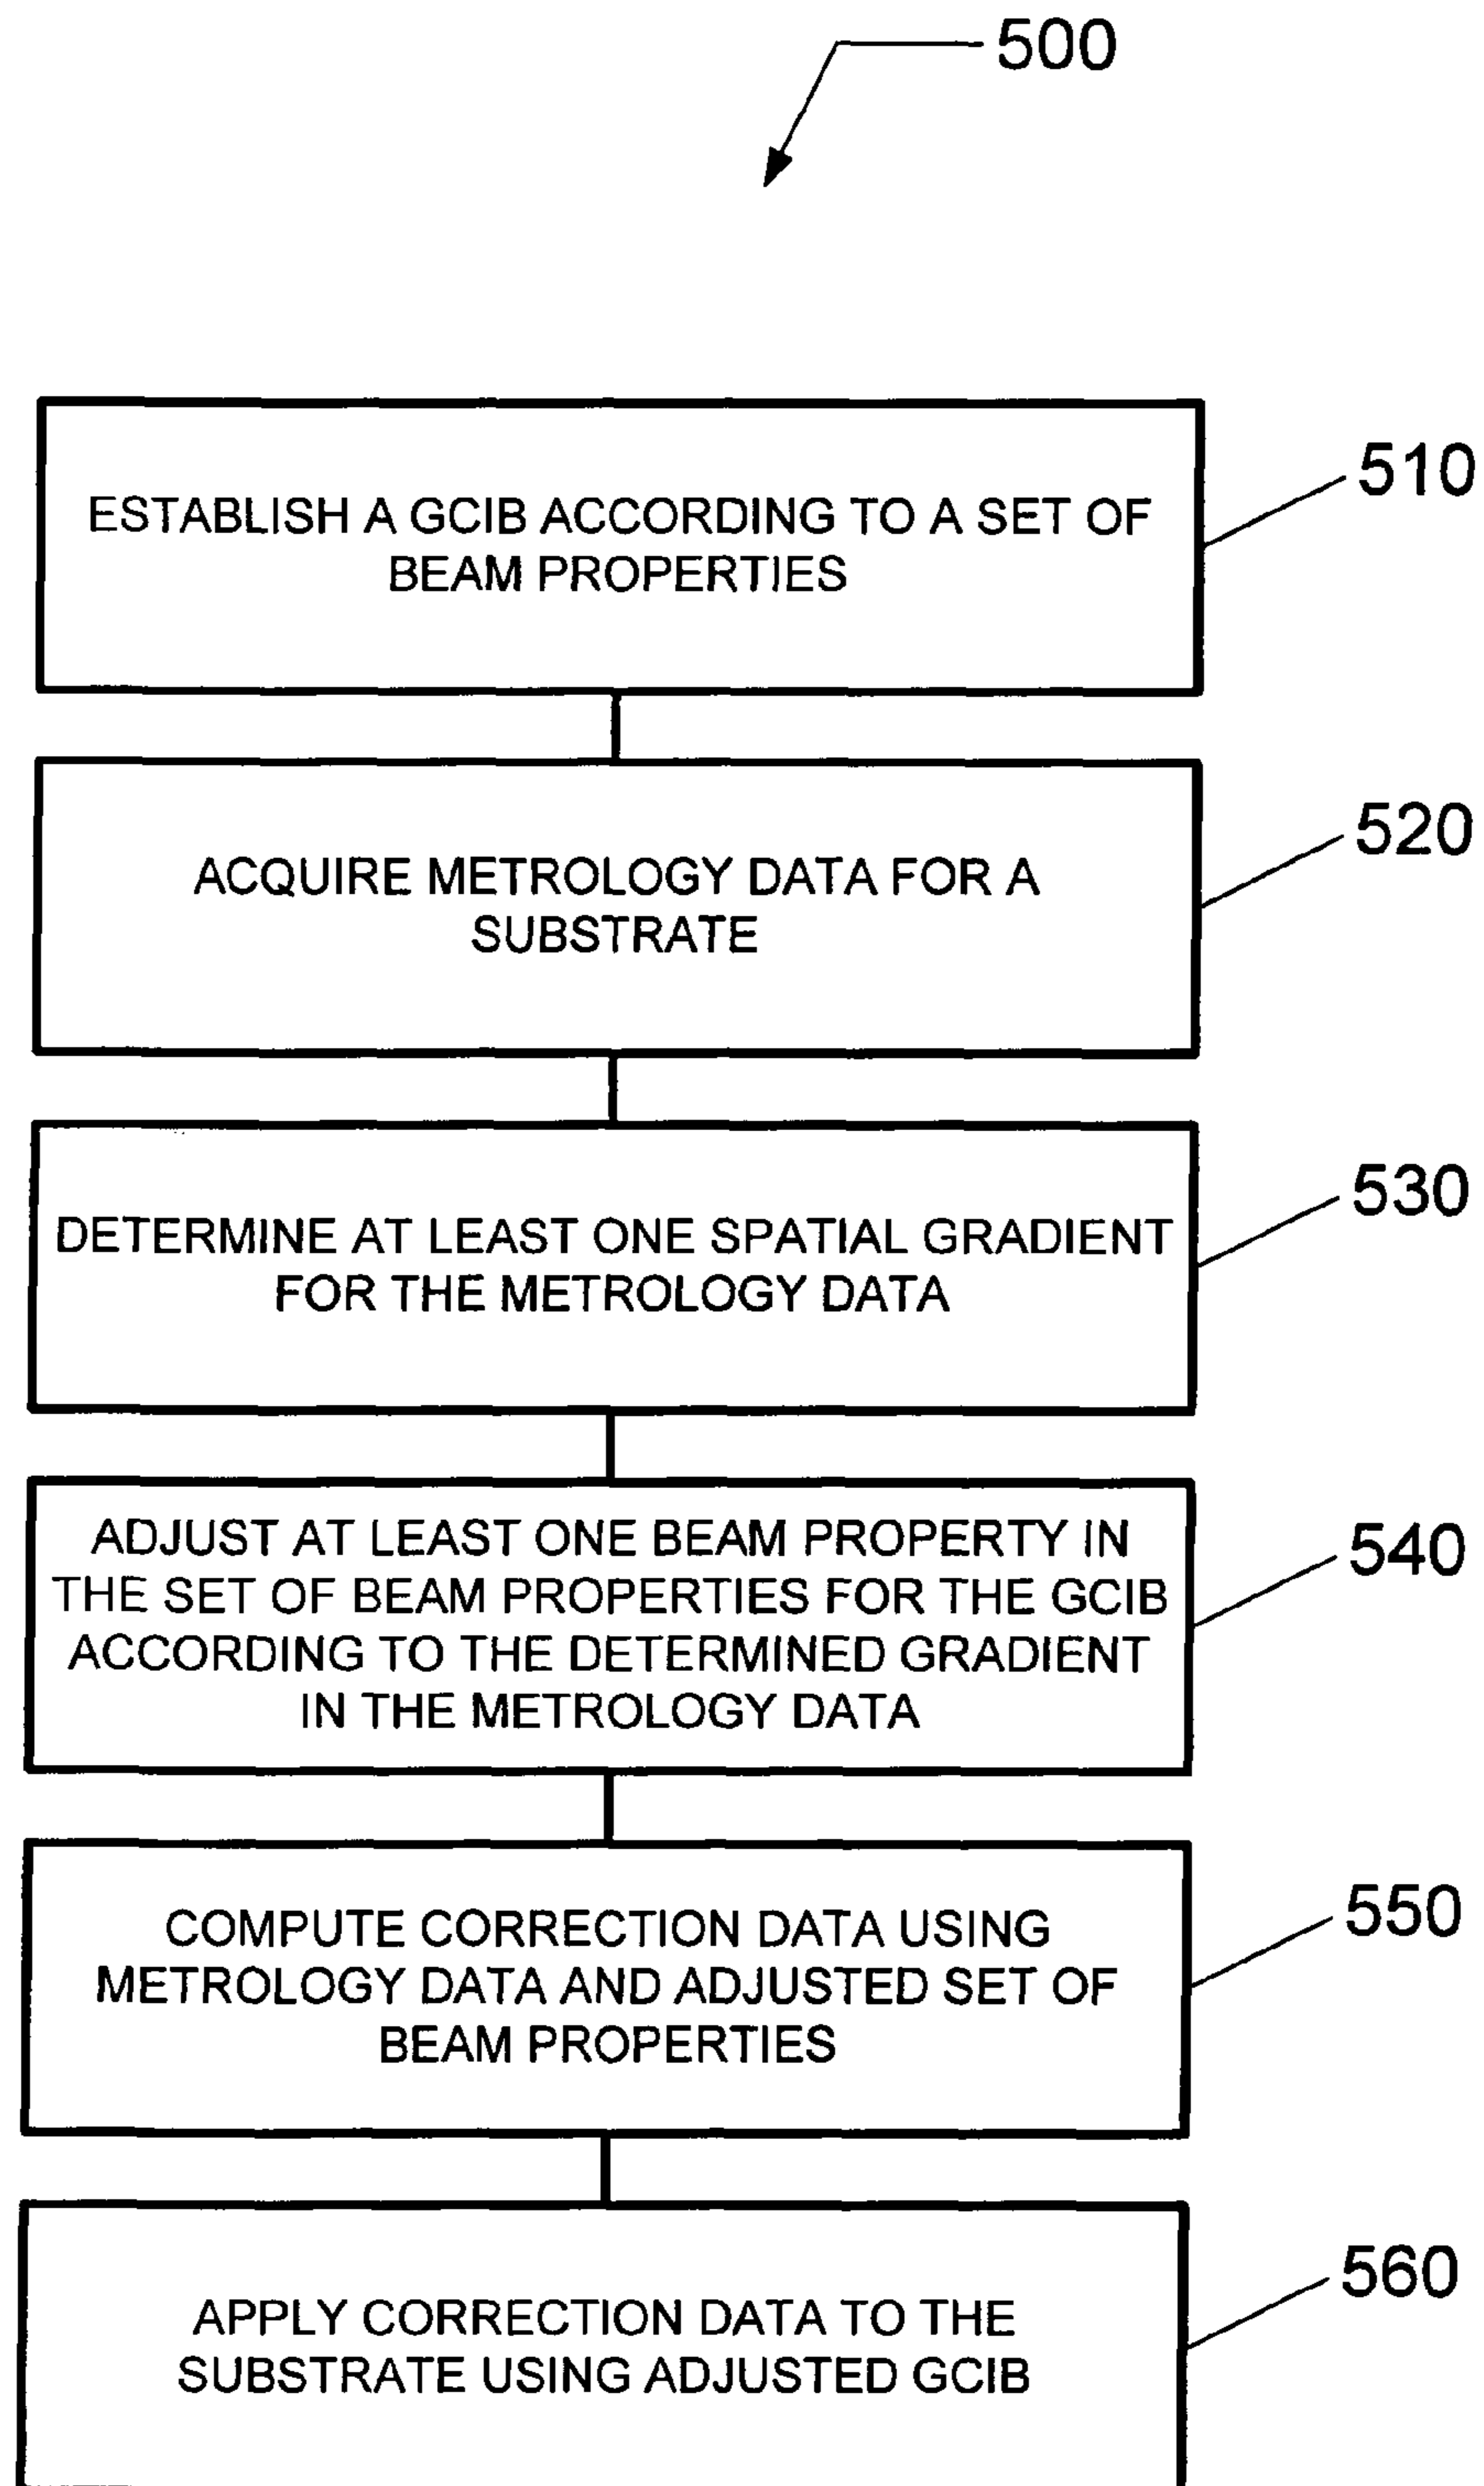 500
ESTABLISH A GCIB ACCORDING TO A SET OF
BEAM PROPERTIES
510
ACQUIRE METROLOGY DATA FOR A
SUBSTRATE
520
DETERMINE AT LEAST ONE SPATIAL GRADIENT
FOR THE METROLOGY DATA
530
ADJUST AT LEAST ONE BEAM PROPERTY IN
THE SET OF BEAM PROPERTIES FOR THE GCIB
ACCORDING TO THE DETERMINED GRADIENT
IN THE METROLOGY DATA
540
COMPUTE CORRECTION DATA USING
METROLOGY DATA AND ADJUSTED SET OF
BEAM PROPERTIES
550
APPLY CORRECTION DATA TO THE
SUBSTRATE USING ADJUSTED GCIB
560